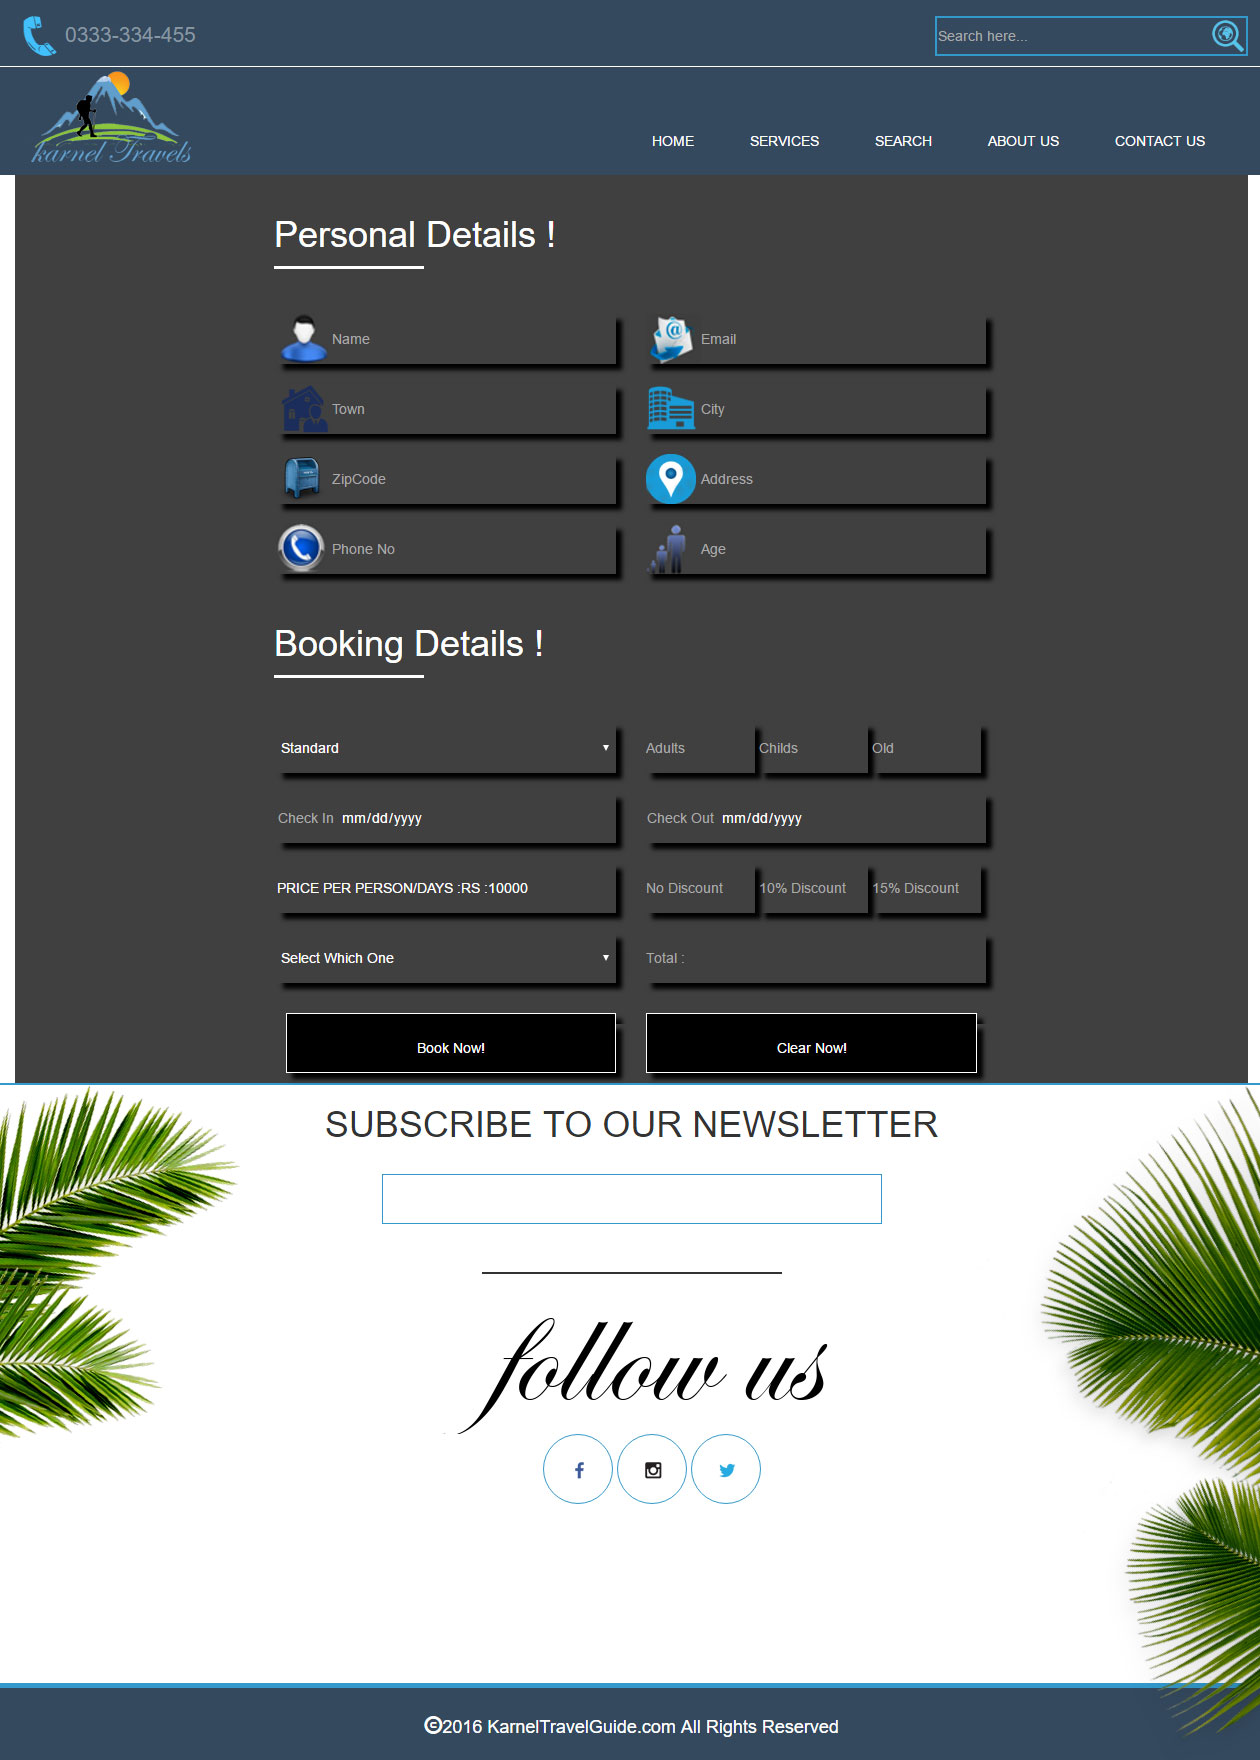 0333-334-455
Search here...
karnel Travels
HOME SERVICES SEARCH ABOUT US CONTACT US
Personal Details !
Name Email
Town City
ZipCode Address
Phone No Age
Booking Details !
Standard Adults Childs Old
Check In mm/dd/yyyy Check Out mm/dd/yyyy
PRICE PER PERSON/DAYS :RS :10000 No Discount 10% Discount 15% Discount
Select Which One Total :
Book Now! Clear Now!
SUBSCRIBE TO OUR NEWSLETTER
follow us
©2016 KarnelTravelGuide.com All Rights Reserved